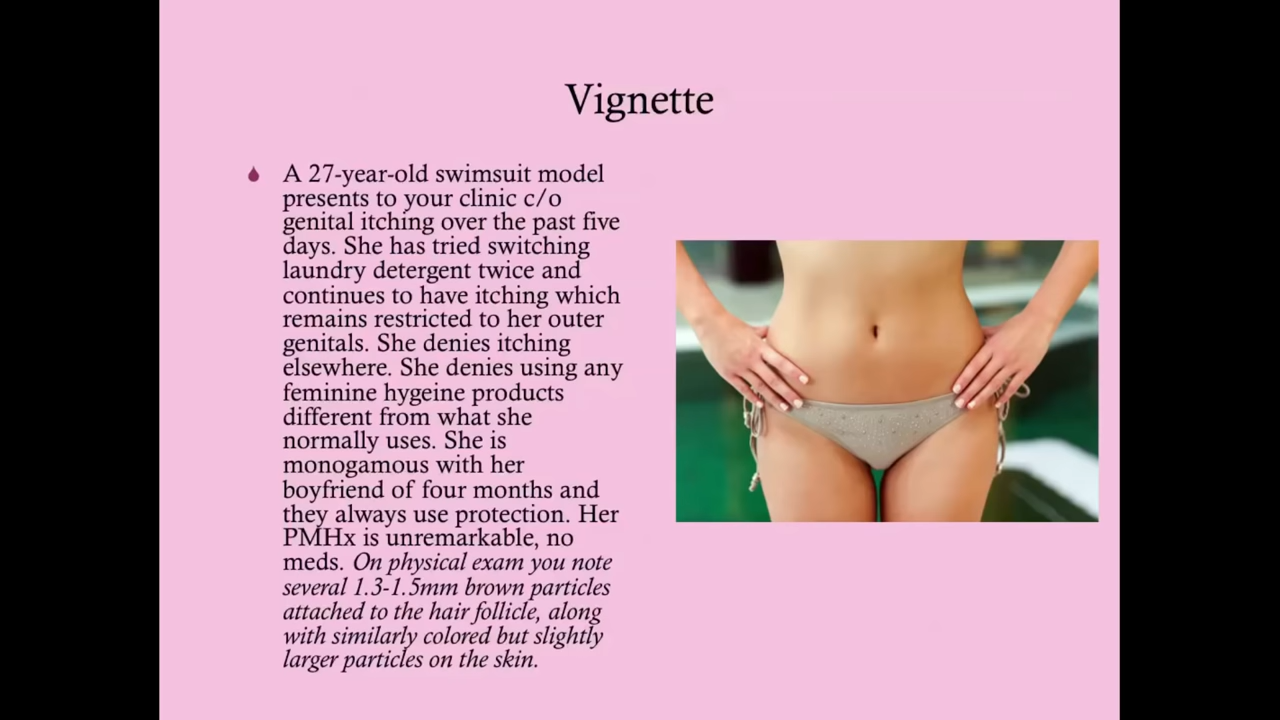 Vignette
A 27-year-old swimsuit model
presents to your clinic c/o
genital itching over the past five
days. She has tried switching
laundry detergent twice and
continues to have itching which
remains restricted to her outer
genitals. She denies itching
elsewhere. She denies using any
feminine hygeine products
different from what she
normally uses. She is
monogamous with her
boyfriend of four months and
they always use protection. Her
PMHx is unremarkable, no
meds. On physical exam you note
several 1.3-1.5mm brown particles
attached to the hair follicle, along
with similarly colored but slightly
larger particles on the skin.